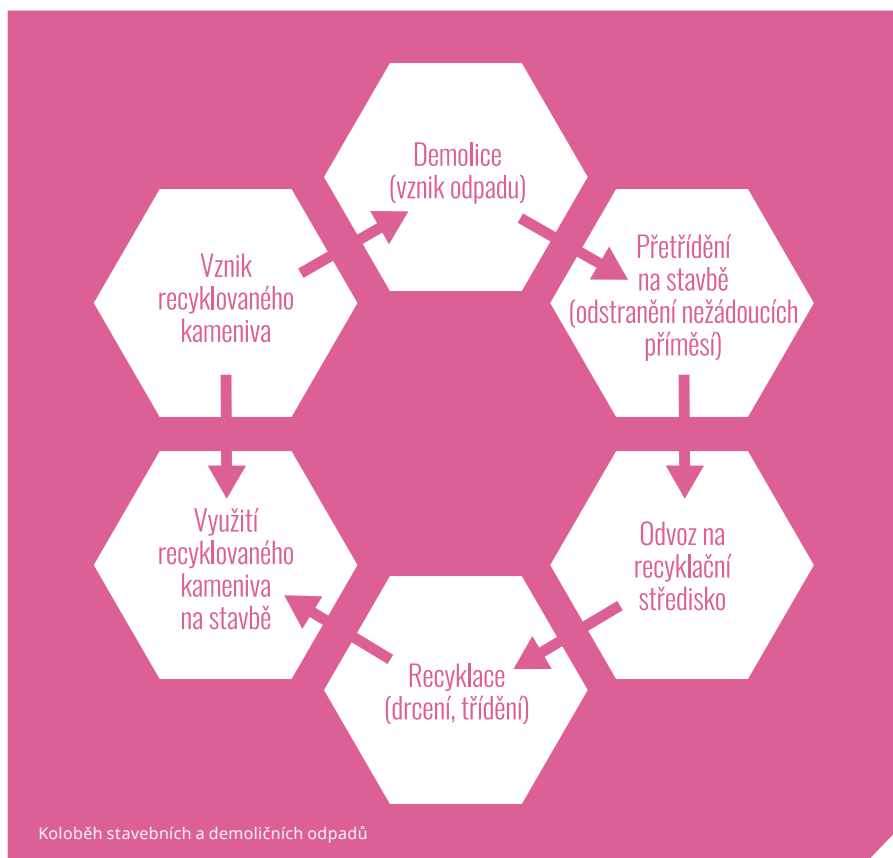 Demolice
(vznik odpadu)
Přetřídění
na stavbě
(odstranění nežádoucích
příměsí)
Odvoz na
recyklační
středisko
Recyklace
(drcení, třídění)
Využití
recyklovaného
kameniva
na stavbě
Vznik
recyklovaného
kameniva
Koloběh stavebních a demoličních odpadů